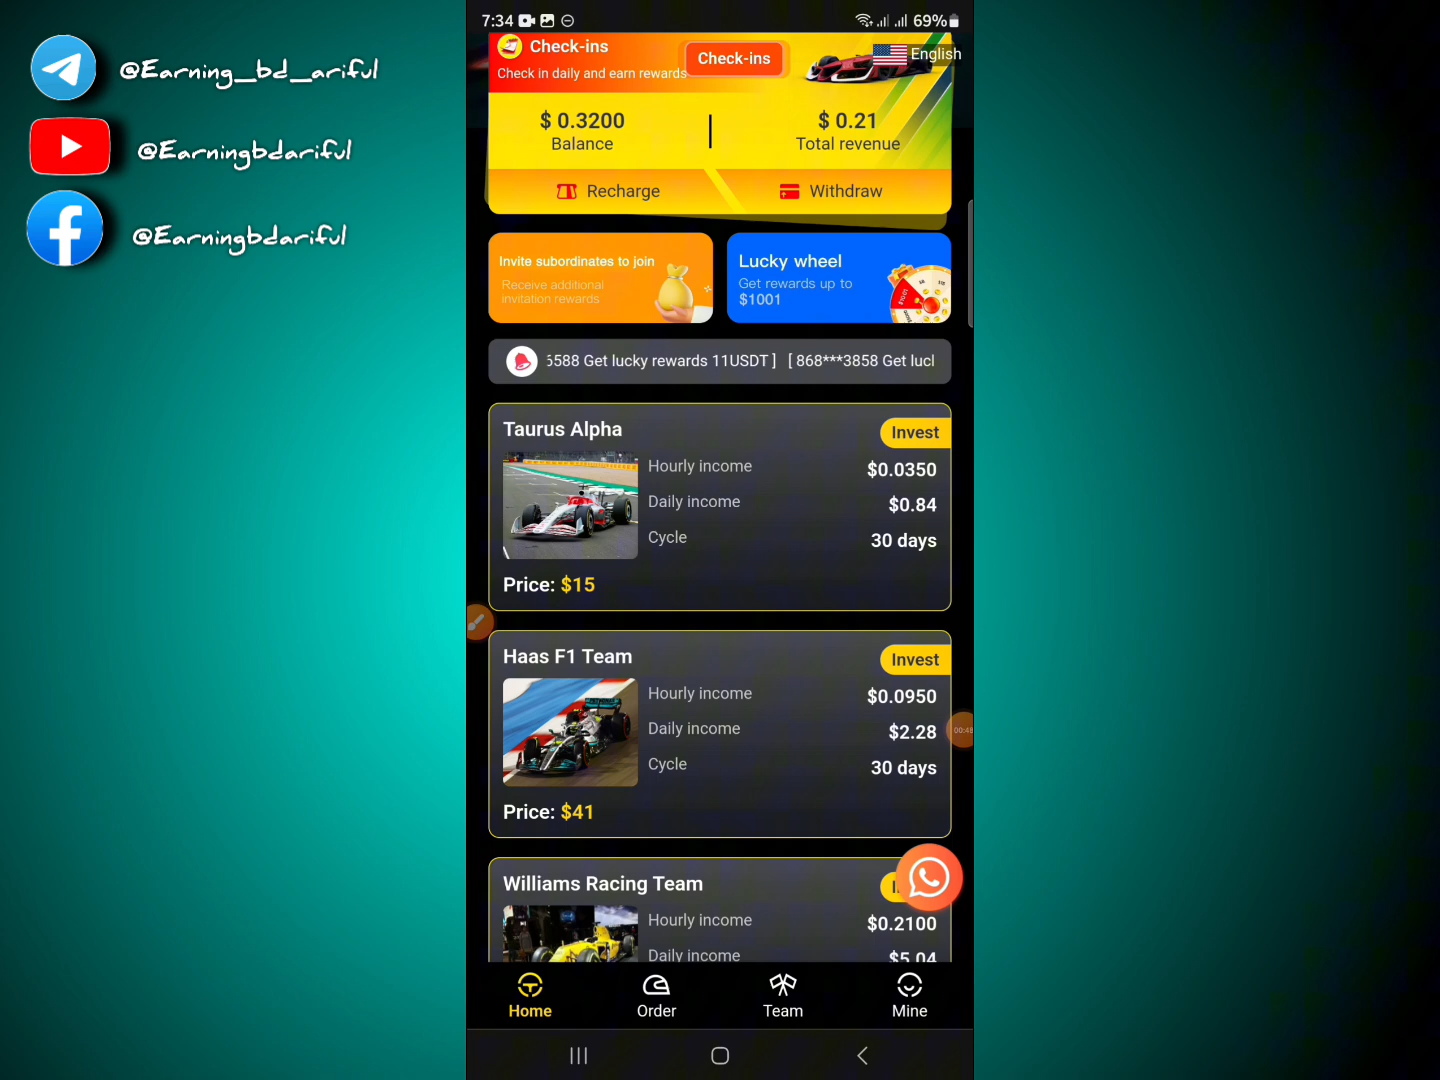 @Earning_bd_ariful
@Earningbdariful
@Earningbdariful
7:34
69%
Check-ins
Check in daily and earn rewards
Check-ins
English
$ 0.3200
Balance
$ 0.21
Total revenue
Recharge
Withdraw
Invite subordinates to join
Receive additional
invitation rewards
Lucky wheel
Get rewards up to
$1001
6588 Get lucky rewards 11USDT ] [ 868***3858 Get luc
Taurus Alpha
Invest
Hourly income
$0.0350
Daily income
$0.84
Cycle
30 days
Price: $15
Haas F1 Team
Invest
Hourly income
$0.0950
Daily income
$2.28
Cycle
30 days
Price: $41
00:48
Williams Racing Team
Hourly income
$0.2100
Daily income
$5.04
Home
Order
Team
Mine